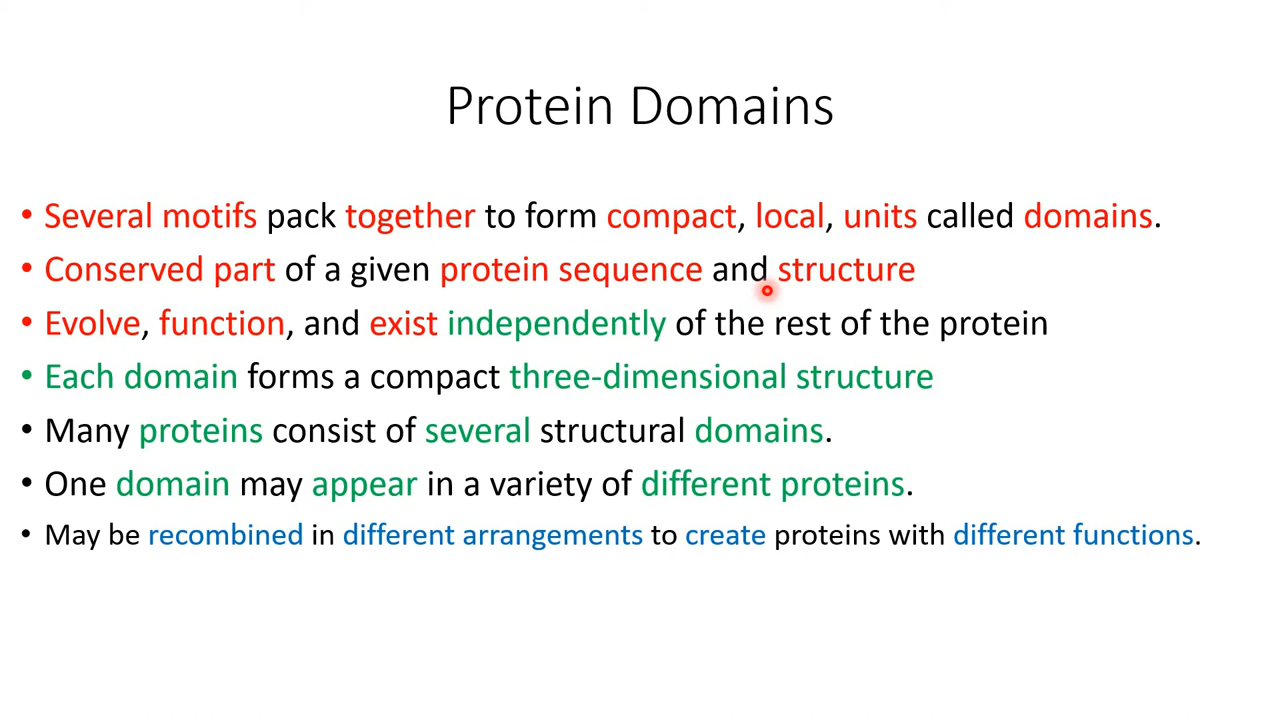 Protein Domains
• Several motifs pack together to form compact, local, units called domains.
• Conserved part of a given protein sequence and structure
• Evolve, function, and exist independently of the rest of the protein
• Each domain forms a compact three-dimensional structure
• Many proteins consist of several structural domains.
• One domain may appear in a variety of different proteins.
• May be recombined in different arrangements to create proteins with different functions.